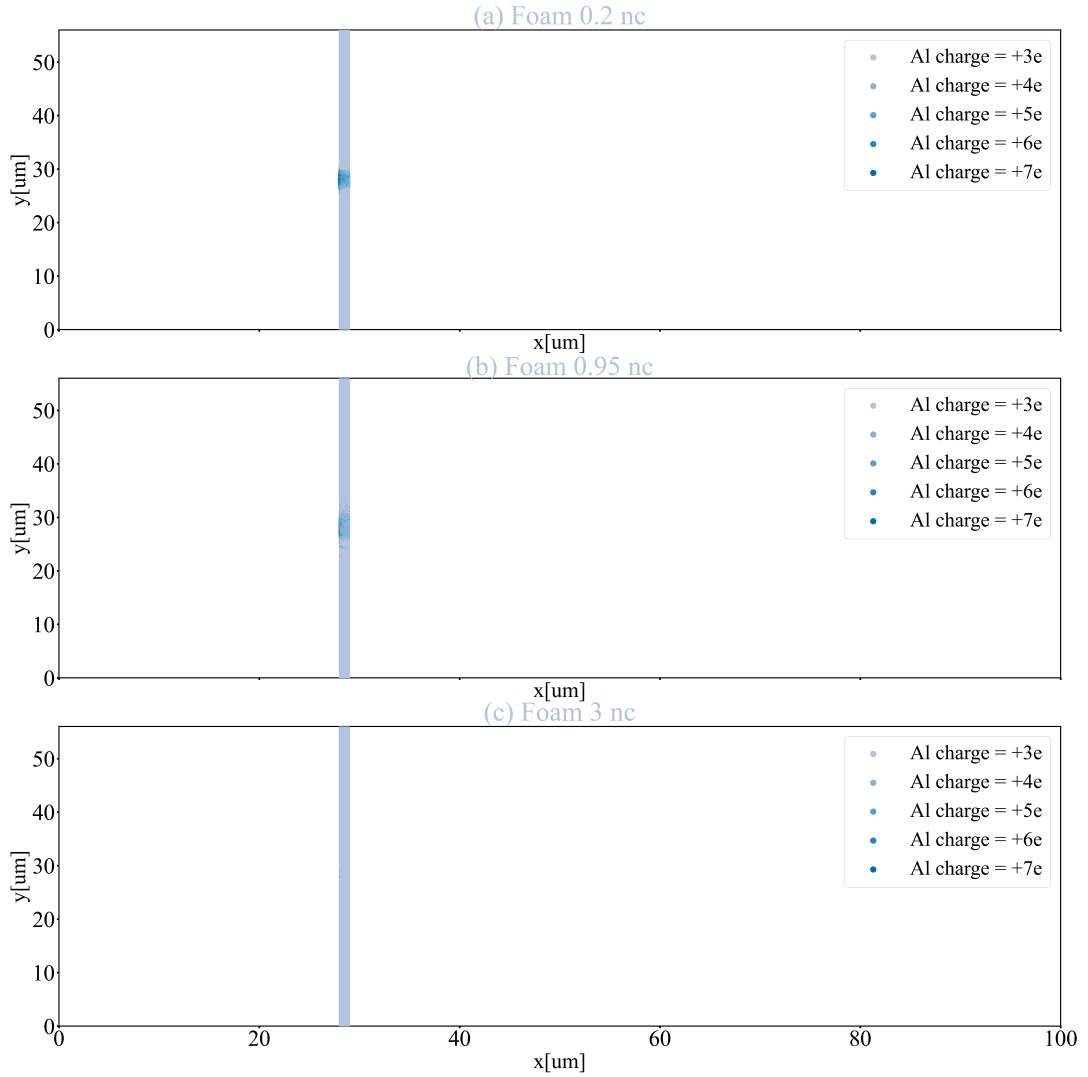 (a) Foam 0.2 nc
y[um]
50
40
30
20
10
0
Al charge = +3e
Al charge = +4e
Al charge = +5e
Al charge = +6e
Al charge = +7e
x[um]
(b) Foam 0.95 nc
y[um]
50
40
30
20
10
0
Al charge = +3e
Al charge = +4e
Al charge = +5e
Al charge = +6e
Al charge = +7e
x[um]
(c) Foam 3 nc
y[um]
50
40
30
20
10
0
Al charge = +3e
Al charge = +4e
Al charge = +5e
Al charge = +6e
Al charge = +7e
0 20 40 60 80 100
x[um]